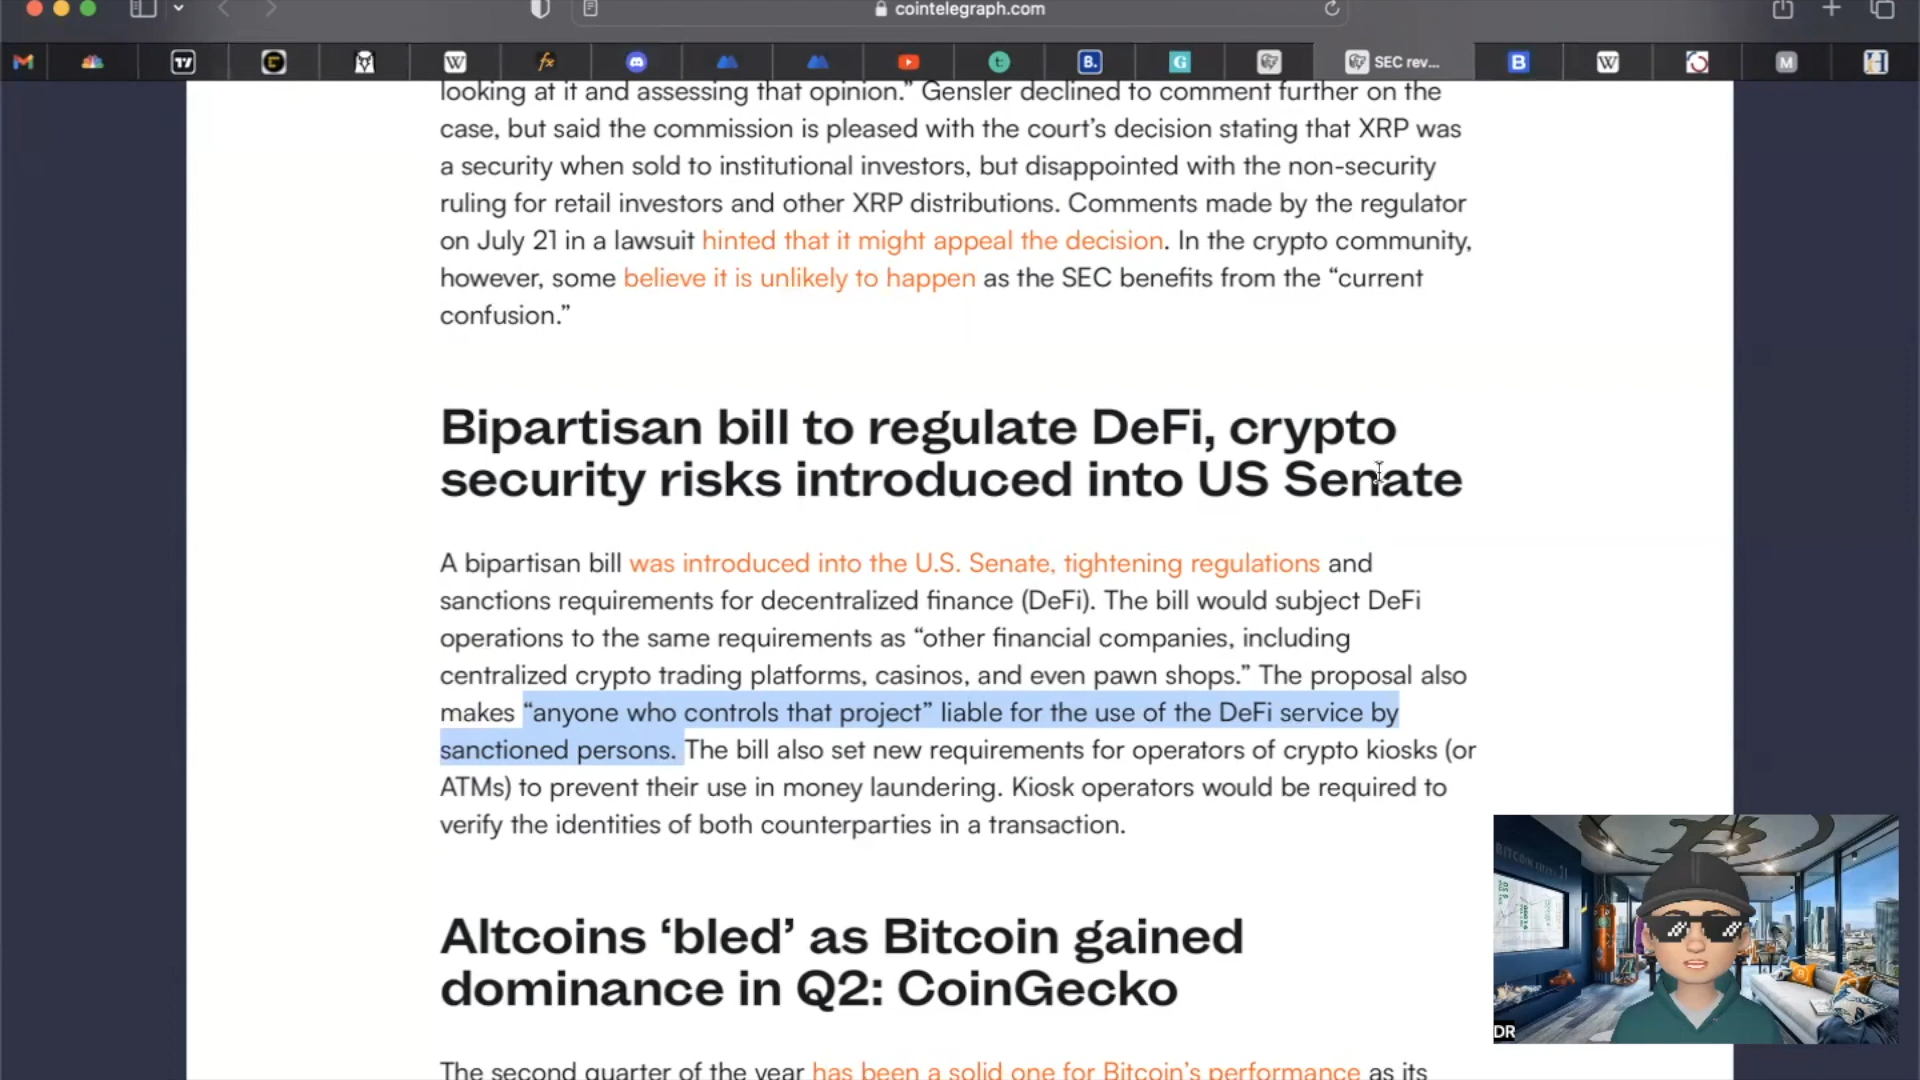 cointelegraph.com
SEC rev...
looking at it and assessing that opinion.” Gensler declined to comment further on the
case, but said the commission is pleased with the court’s decision stating that XRP was
a security when sold to institutional investors, but disappointed with the non-security
ruling for retail investors and other XRP distributions. Comments made by the regulator
on July 21 in a lawsuit hinted that it might appeal the decision. In the crypto community,
however, some believe it is unlikely to happen as the SEC benefits from the “current
confusion.”
Bipartisan bill to regulate DeFi, crypto
security risks introduced into US Senate
A bipartisan bill was introduced into the U.S. Senate, tightening regulations and
sanctions requirements for decentralized finance (DeFi). The bill would subject DeFi
operations to the same requirements as “other financial companies, including
centralized crypto trading platforms, casinos, and even pawn shops.” The proposal also
makes “anyone who controls that project” liable for the use of the DeFi service by
sanctioned persons. The bill also set new requirements for operators of crypto kiosks (or
ATMs) to prevent their use in money laundering. Kiosk operators would be required to
verify the identities of both counterparties in a transaction.
Altcoins ‘bled’ as Bitcoin gained
dominance in Q2: CoinGecko
The second quarter of the year has been a solid one for Bitcoin’s performance as its
DR